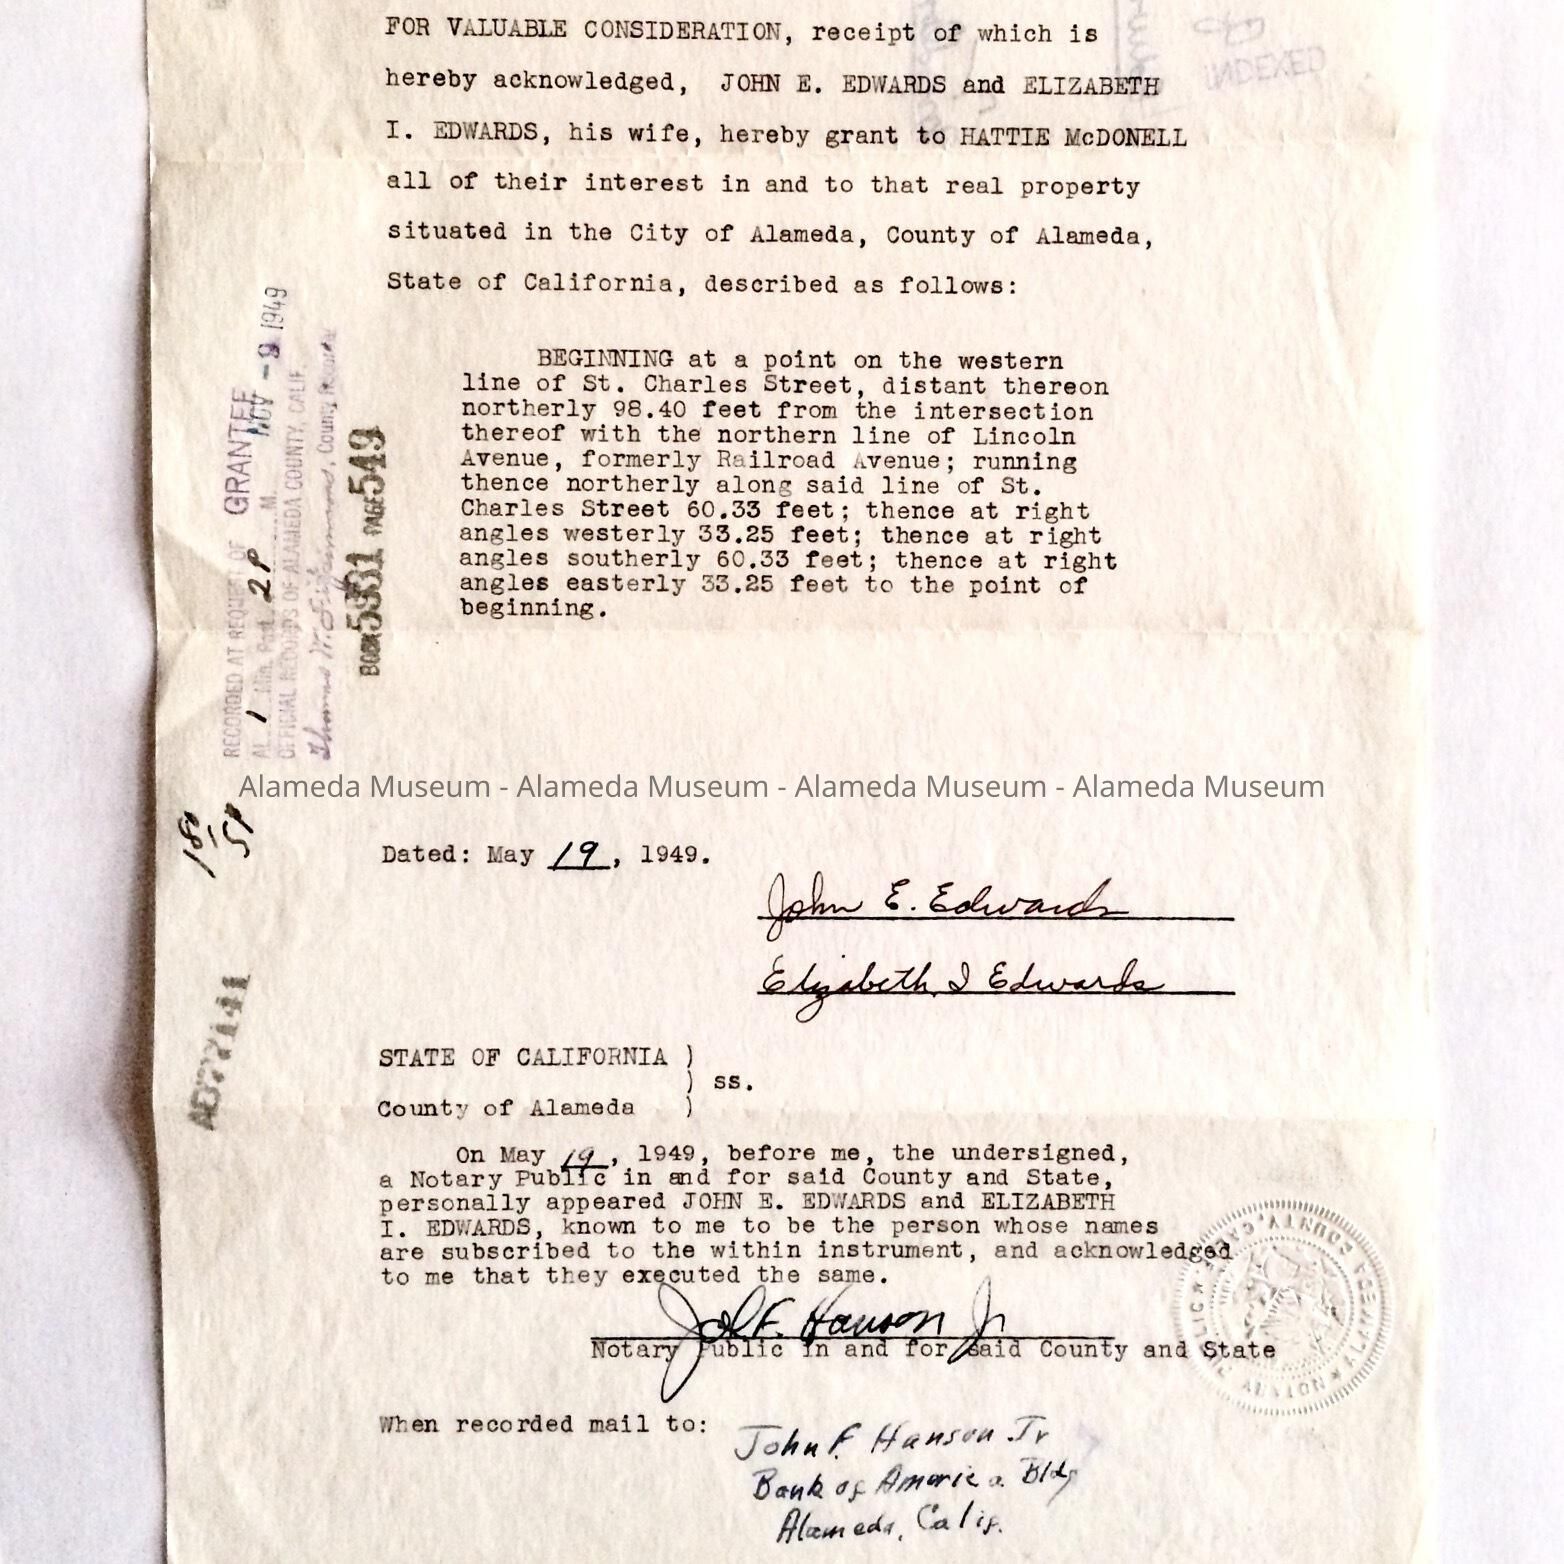 FOR VALUABLE CONSIDERATION, receipt of which is
hereby acknowledged, JOHN E. EDWARDS and ELIZABETH
I. EDWARDS, his wife, hereby grant to HATTIE McDONELL
all of their interest in and to that real property
situated in the City of Alameda, County of Alameda,
State of California, described as follows:
BEGINNING at a point on the western
line of St. Charles Street, distant thereon
northerly 98.40 feet from the intersection
thereof with the northern line of Lincoln
Avenue, formerly Railroad Avenue; running
thence northerly along said line of St.
Charles Street 60.33 feet; thence at right
angles westerly 33.25 feet; thence at right
angles southerly 60.33 feet; thence at right
angles easterly 33.25 feet to the point of
beginning.
INDEXED
RECORDED AT REQUEST OF GRANTEE
AT 1 Min. Past 2P M. NOV -9 1949
OFFICIAL RECORDS OF ALAMEDA COUNTY, CALIF.
County Recorder
BOOK PAGE 549
Alameda Museum - Alameda Museum - Alameda Museum - Alameda Museum
Dated: May 19, 1949.
John E. Edwards
Elizabeth I Edwards
STATE OF CALIFORNIA )
) ss.
County of Alameda )
On May 19, 1949, before me, the undersigned,
a Notary Public in and for said County and State,
personally appeared JOHN E. EDWARDS and ELIZABETH
I. EDWARDS, known to me to be the person whose names
are subscribed to the within instrument, and acknowledged
to me that they executed the same.
John F. Hanson Jr
Notary Public in and for said County and State
When recorded mail to:
John F. Hanson Jr
Bank of America Bldg
Alameda, Calif.